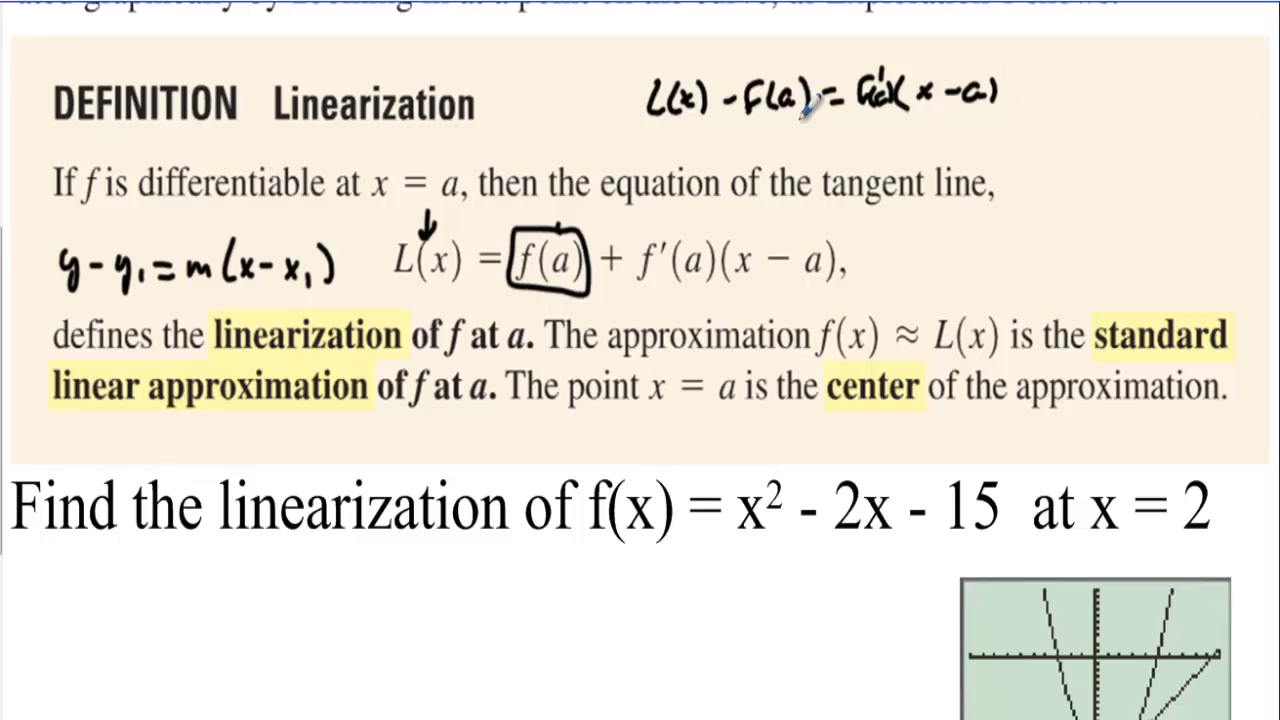 DEFINITION Linearization
L(x) - f(a) = f'(a)(x - a)
If f is differentiable at x = a, then the equation of the tangent line,
y - y₁ = m(x - x₁)
L(x) = f(a) + f′(a)(x − a),
defines the linearization of f at a. The approximation f(x) ≈ L(x) is the standard
linear approximation of f at a. The point x = a is the center of the approximation.
Find the linearization of f(x) = x² - 2x - 15 at x = 2